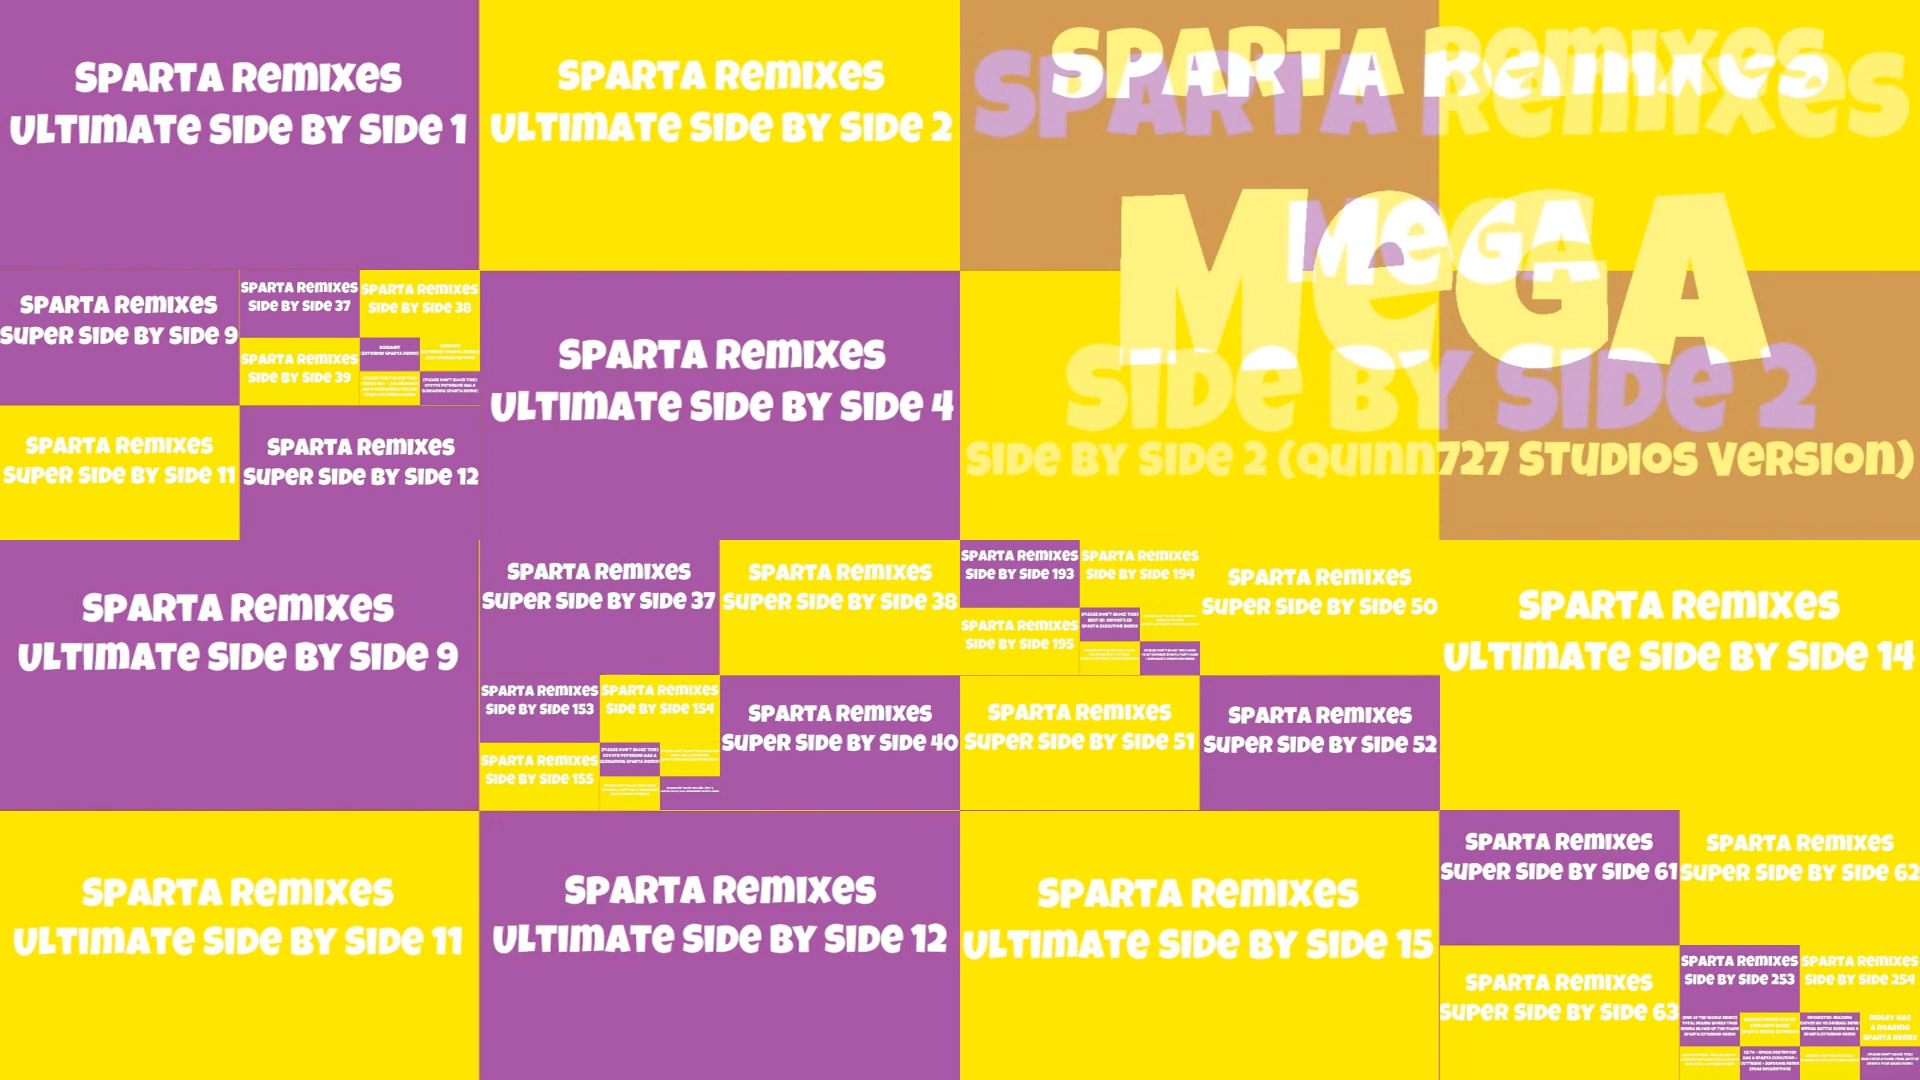 SPARTA Remixes
ULTIMATE SIDE BY SIDE 1
SPARTA Remixes
ULTIMATE SIDE BY SIDE 2
SPARTA Remixes
SPARTA Remixes
MEGA
MEGA
SIDE BY SIDE 2
SIDE BY SIDE 2 (Quinn727 STUDIOS VERSION)
SPARTA Remixes
SUPER SIDE BY SIDE 9
SPARTA Remixes
SIDE BY SIDE 37
SPARTA Remixes
SIDE BY SIDE 38
SPARTA Remixes
SIDE BY SIDE 39
SPARTA Remixes
SUPER SIDE BY SIDE 11
SPARTA Remixes
SUPER SIDE BY SIDE 12
SPARTA Remixes
ULTIMATE SIDE BY SIDE 4
SPARTA Remixes
ULTIMATE SIDE BY SIDE 9
SPARTA Remixes
SUPER SIDE BY SIDE 37
SPARTA Remixes
SUPER SIDE BY SIDE 38
SPARTA Remixes
SIDE BY SIDE 153
SPARTA Remixes
SIDE BY SIDE 154
SPARTA Remixes
SIDE BY SIDE 155
SPARTA Remixes
SUPER SIDE BY SIDE 40
SPARTA Remixes
SIDE BY SIDE 193
SPARTA Remixes
SIDE BY SIDE 194
SPARTA Remixes
SIDE BY SIDE 195
SPARTA Remixes
SUPER SIDE BY SIDE 50
SPARTA Remixes
SUPER SIDE BY SIDE 51
SPARTA Remixes
SUPER SIDE BY SIDE 52
SPARTA Remixes
ULTIMATE SIDE BY SIDE 14
SPARTA Remixes
ULTIMATE SIDE BY SIDE 11
SPARTA Remixes
ULTIMATE SIDE BY SIDE 12
SPARTA Remixes
ULTIMATE SIDE BY SIDE 15
SPARTA Remixes
SUPER SIDE BY SIDE 61
SPARTA Remixes
SUPER SIDE BY SIDE 62
SPARTA Remixes
SUPER SIDE BY SIDE 63
SPARTA Remixes
SIDE BY SIDE 253
SPARTA Remixes
SIDE BY SIDE 254
RIDLEY HAS
A ROARING
SPARTA REMIX